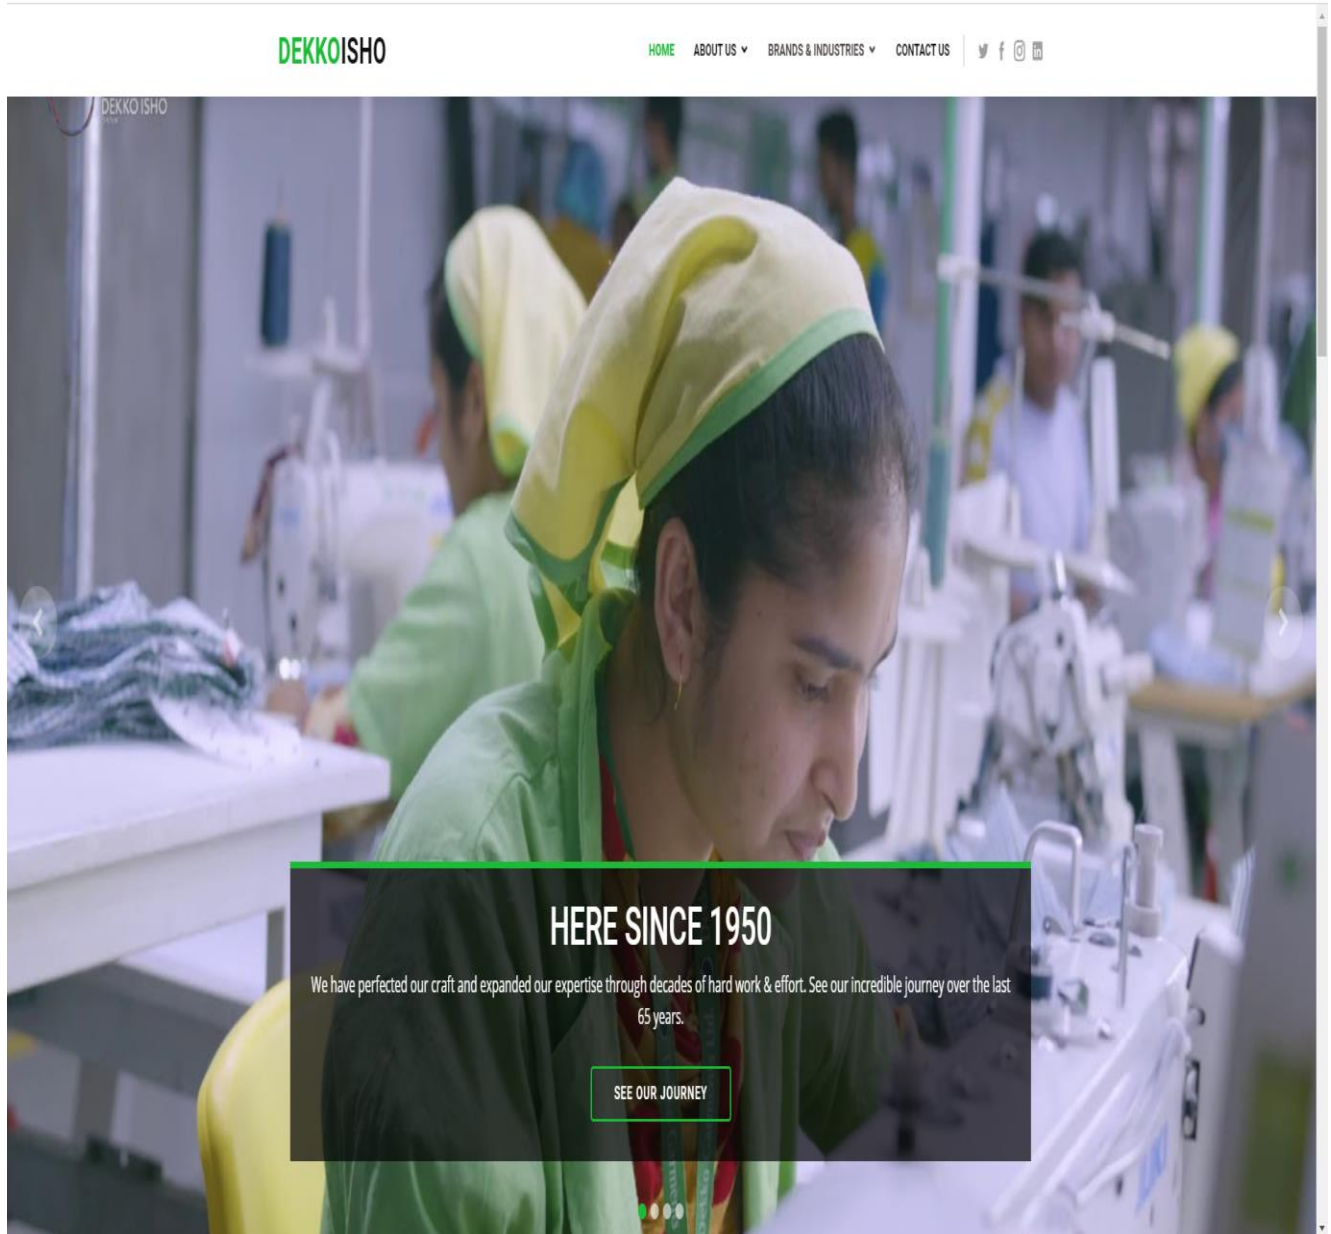 DEKKOISHO
HOME ABOUT US BRANDS & INDUSTRIES CONTACT US
DEKKO ISHO
HERE SINCE 1950
We have perfected our craft and expanded our expertise through decades of hard work & effort. See our incredible journey over the last
65 years.
SEE OUR JOURNEY